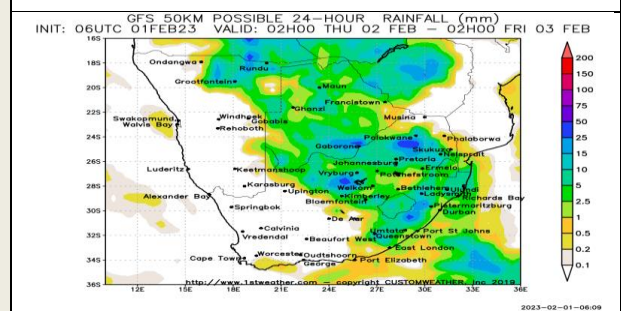 GFS 50KM POSSIBLE 24-HOUR RAINFALL (mm)
INIT: 06UTC 01FEB23 VALID: 02H00 THU 02 FEB - 02H00 FRI 03 FEB
16S
Ondangwa
Rundu
18S
Grootfontein
20S
Maun
Francistown
Ghanzi
22S
Windhoek
Gobabis
Musina
Swakopmund
Walvis Bay
Rehoboth
24S
Polokwane
Phalaborwa
Gaborone
Skukuza
Nelspruit
26S
Johannesburg
Pretoria
Ermelo
Luderitz
Keetmanshoop
Vryburg
Potchefstroom
28S
Karasburg
Upington
Welkom
Bethlehem
Ulundi
Ladysmith
Alexander Bay
Kimberley
Richards Bay
Bloemfontein
Pietermaritzburg
Springbok
Durban
30S
De Aar
Calvinia
Umtata
Port St Johns
32S
Vredendal
Beaufort West
Queenstown
East London
Cape Town
Worcester
Oudtshoorn
34S
George
Port Elizabeth
http://www.1stweather.com - copyright CUSTOMWEATHER, Inc 2019
36S
12E 15E 18E 21E 24E 27E 30E 33E 36E
200
150
100
75
50
25
15
10
5
2.5
1
0.5
0.2
0.1
2023-02-01-06:09